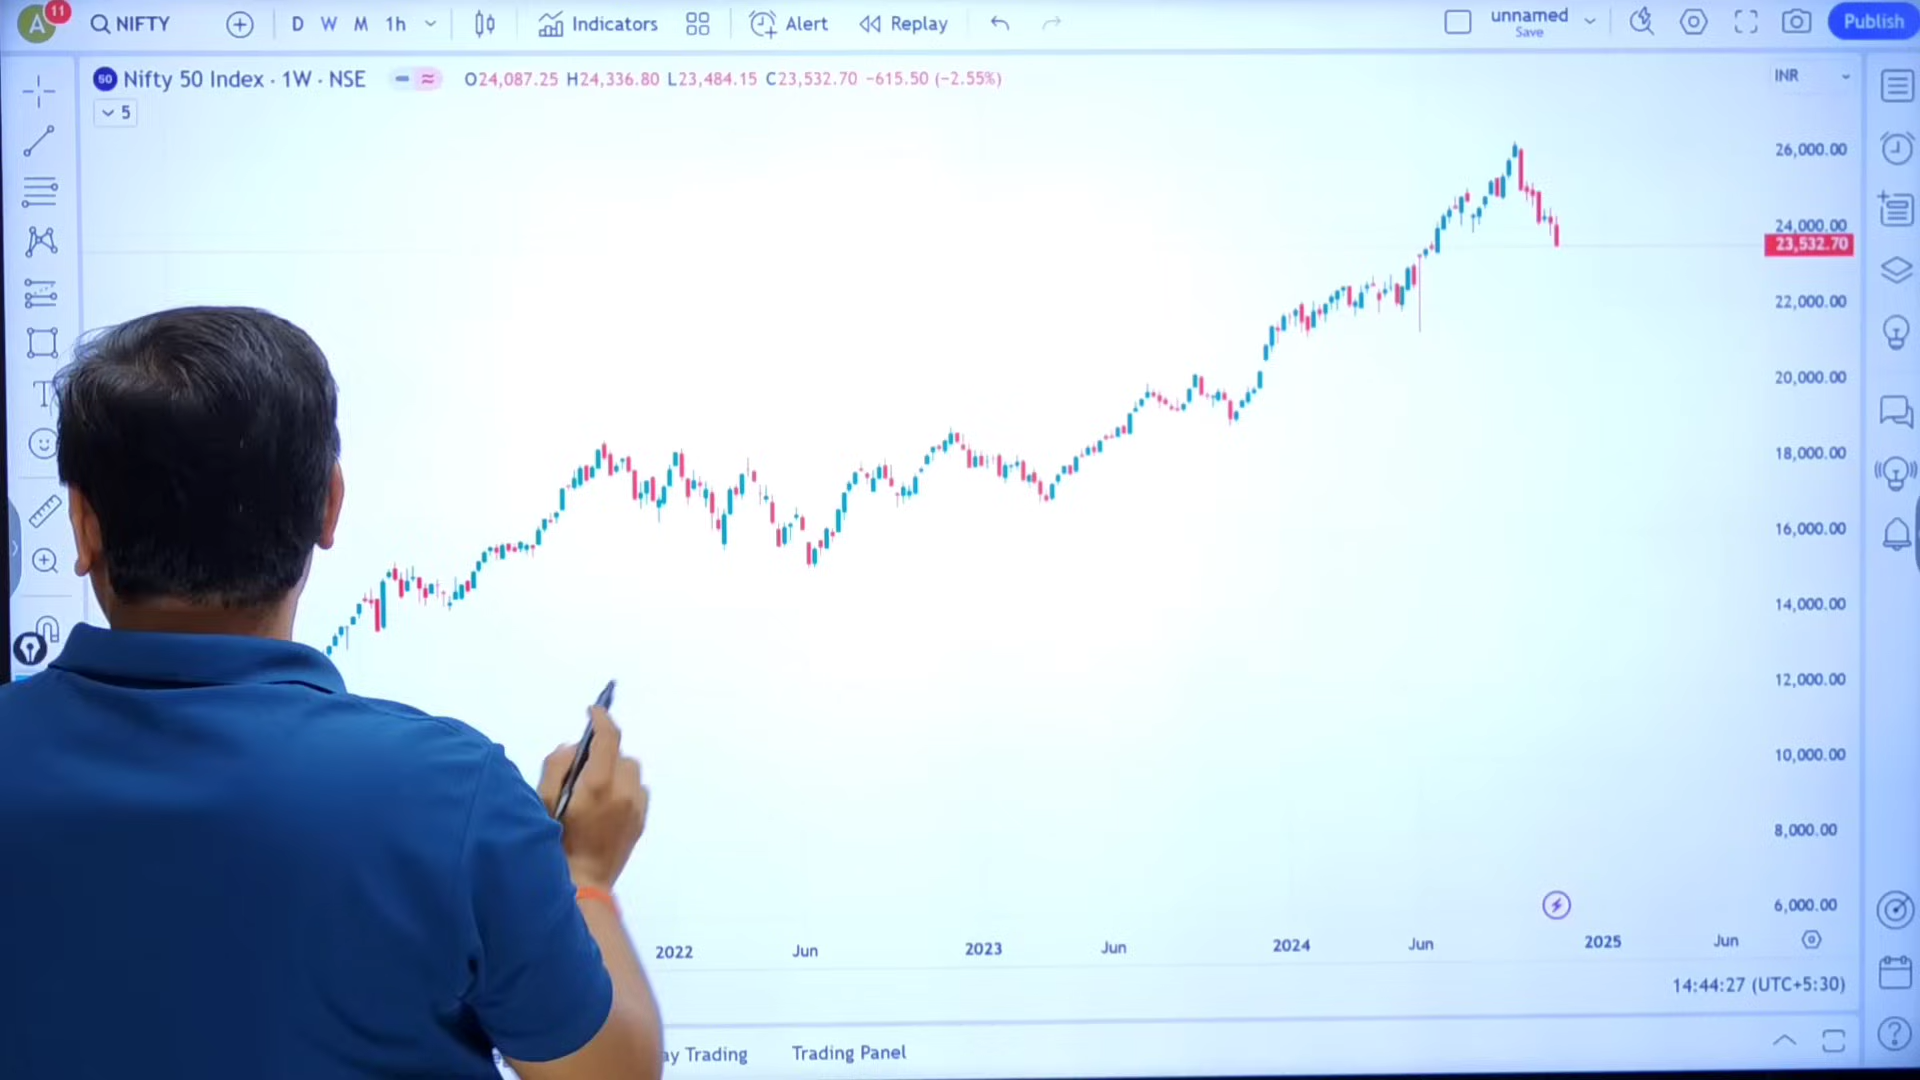 A 11 NIFTY D W M 1h Indicators Alert Replay unnamed Save Publish
50 Nifty 50 Index · 1W · NSE O24,087.25 H24,336.80 L23,484.15 C23,532.70 −615.50 (−2.55%) INR
5
26,000.00
24,000.00
23,532.70
22,000.00
20,000.00
18,000.00
16,000.00
14,000.00
12,000.00
10,000.00
8,000.00
6,000.00
2022 Jun 2023 Jun 2024 Jun 2025 Jun
14:44:27 (UTC+5:30)
Trading Trading Panel